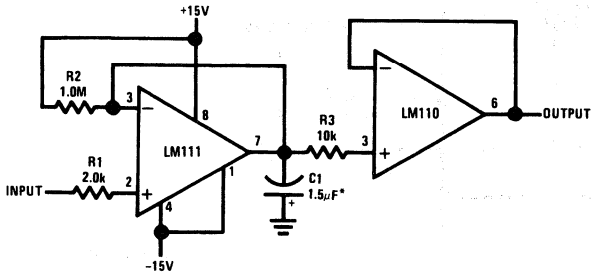 +15V
R2
1.0M
3
−
8
LM111
7
1
R1
2.0k
INPUT
2
+
4
−15V
R3
10k
C1
1.5µF*
+
3
+
−
LM110
6
OUTPUT